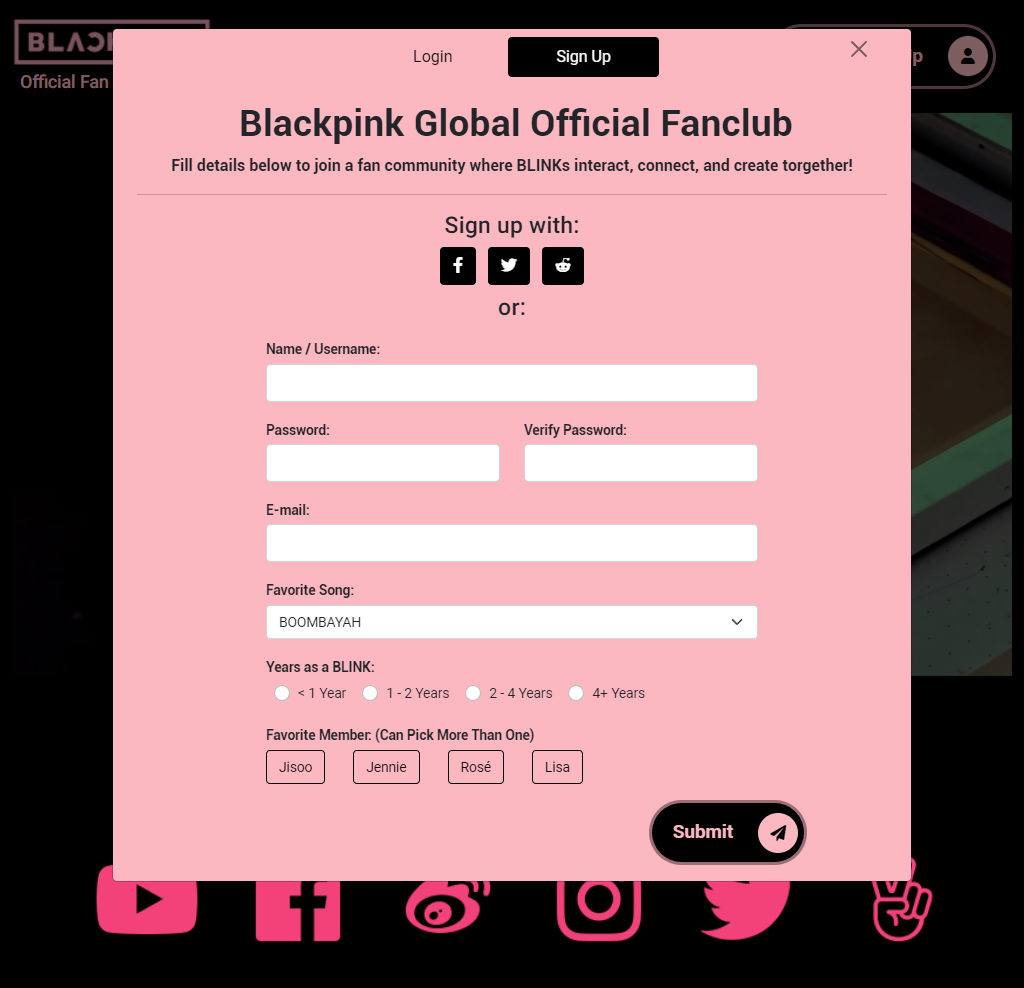 BLACK
Official Fan
p
Login
Sign Up
Blackpink Global Official Fanclub
Fill details below to join a fan community where BLINKs interact, connect, and create torgether!
Sign up with:
or:
Name / Username:
Password: Verify Password:
E-mail:
Favorite Song:
BOOMBAYAH
Years as a BLINK:
< 1 Year 1 - 2 Years 2 - 4 Years 4+ Years
Favorite Member: (Can Pick More Than One)
Jisoo Jennie Rosé Lisa
Submit